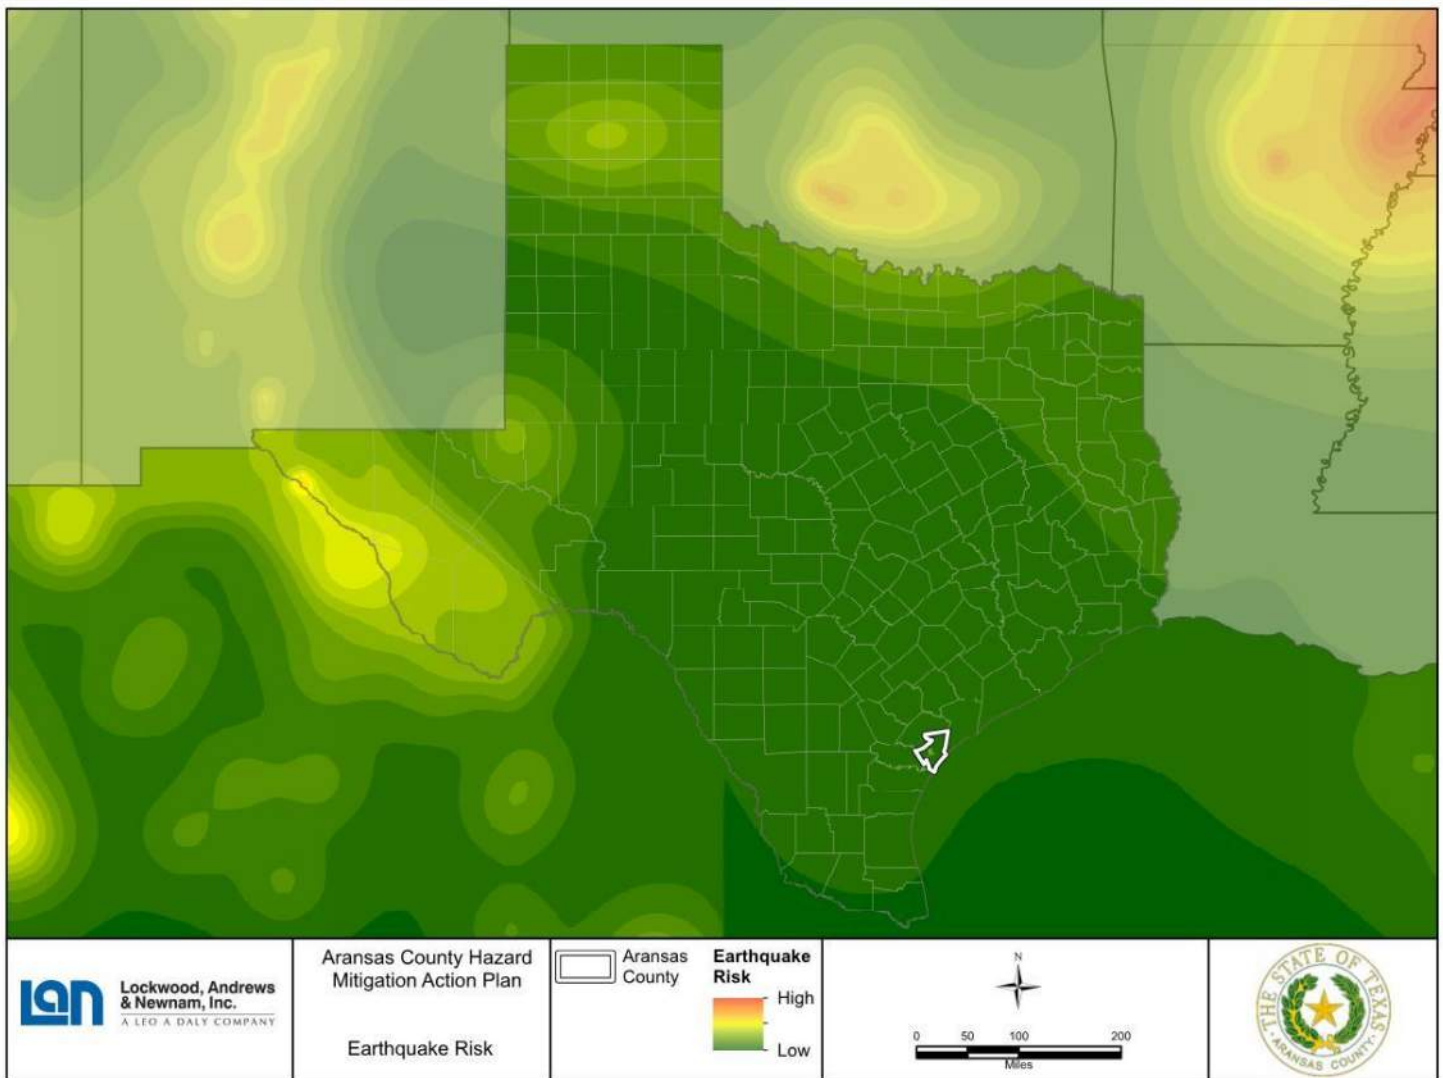 LAN
Lockwood, Andrews
& Newnam, Inc.
A LEO A DALY COMPANY
Aransas County Hazard
Mitigation Action Plan
Earthquake Risk
Aransas
County
Earthquake
Risk
High
Low
N
0 50 100 200
Miles
THE STATE OF TEXAS
ARANSAS COUNTY